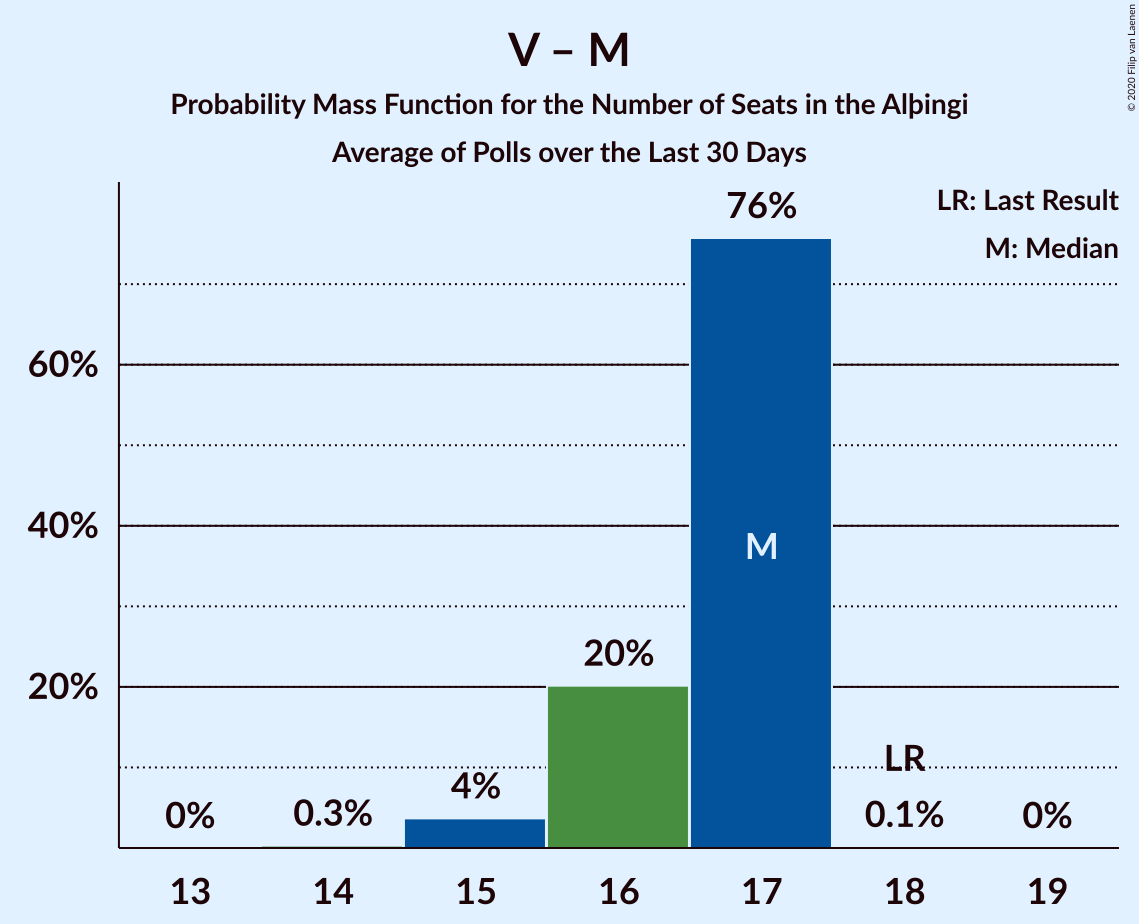 V – M
Probability Mass Function for the Number of Seats in the Alþingi
Average of Polls over the Last 30 Days
© 2020 Filip van Laenen
LR: Last Result
M: Median
76%
60%
40%
20%
M
20%
LR
4%
0%
0.3%
0.1%
0%
13 14 15 16 17 18 19